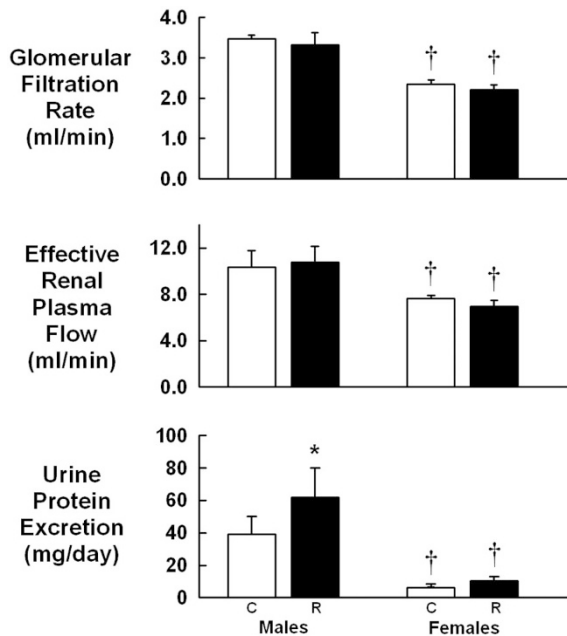 Glomerular
Filtration
Rate
(ml/min)
4.0
3.0
2.0
1.0
0.0
†
†
Effective
Renal
Plasma
Flow
(ml/min)
12.0
8.0
4.0
0.0
†
†
Urine
Protein
Excretion
(mg/day)
100
80
60
40
20
0
*
†
†
C
R
C
R
Males
Females